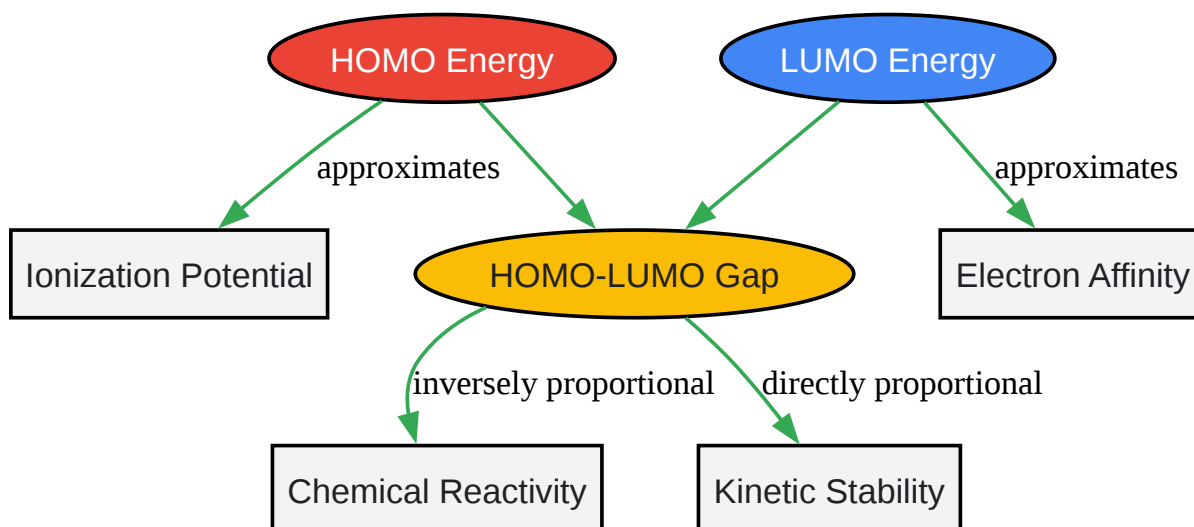 HOMO Energy
LUMO Energy
approximates
approximates
Ionization Potential
HOMO-LUMO Gap
Electron Affinity
inversely proportional
directly proportional
Chemical Reactivity
Kinetic Stability